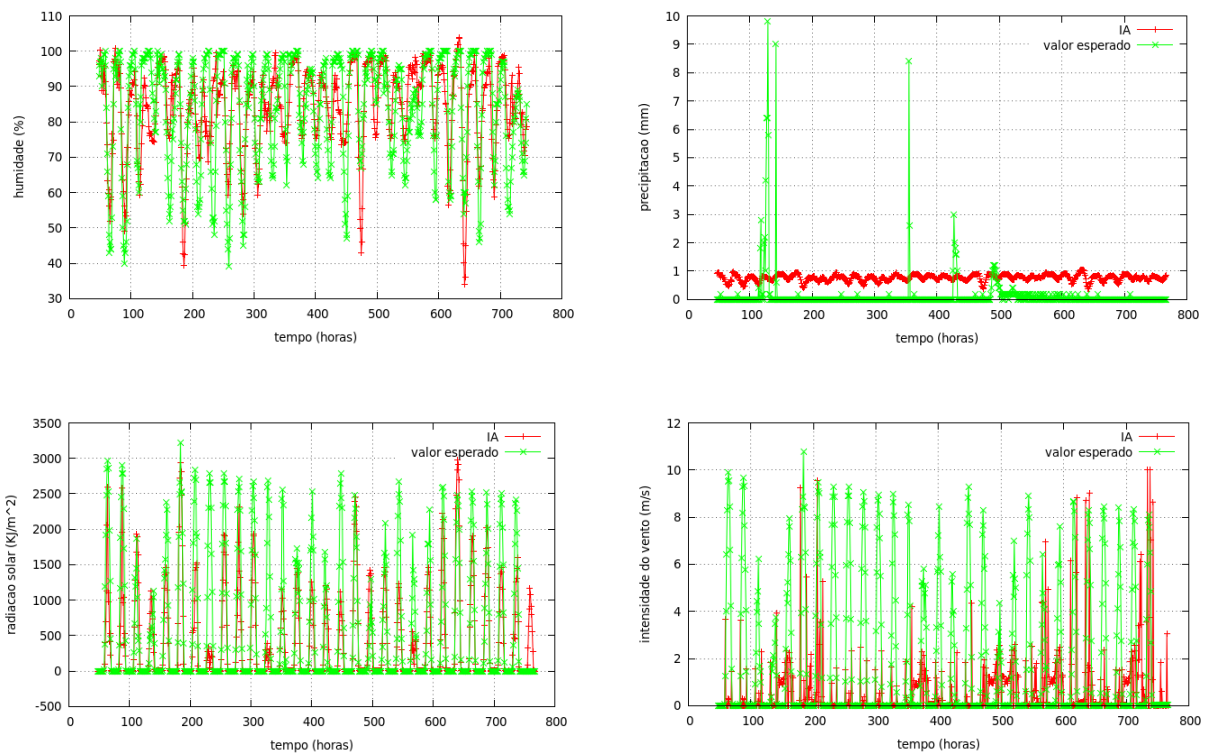 110
100
90
80
70
60
50
40
30
0 100 200 300 400 500 600 700 800
humidade (%)
tempo (horas)
10
9
8
7
6
5
4
3
2
1
0
0 100 200 300 400 500 600 700 800
precipitacao (mm)
tempo (horas)
IA
valor esperado
3500
3000
2500
2000
1500
1000
500
0
-500
0 100 200 300 400 500 600 700 800
radiacao solar (KJ/m^2)
tempo (horas)
IA
valor esperado
12
10
8
6
4
2
0
0 100 200 300 400 500 600 700 800
intensidade do vento (m/s)
tempo (horas)
IA
valor esperado